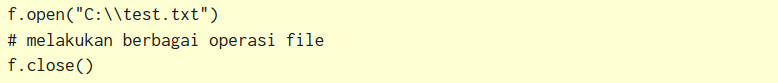 f.open("C:\\test.txt")
# melakukan berbagai operasi file
f.close()